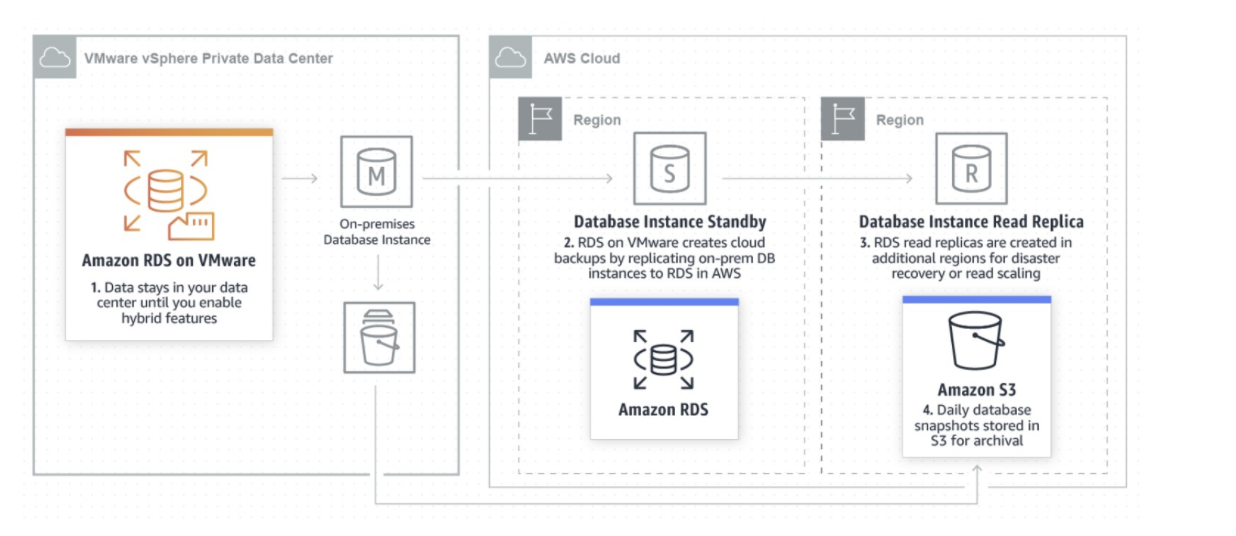 VMware vSphere Private Data Center
Amazon RDS on VMware
1. Data stays in your data
center until you enable
hybrid features
M
On-premises
Database Instance
AWS Cloud
Region
S
Database Instance Standby
2. RDS on VMware creates cloud
backups by replicating on-prem DB
instances to RDS in AWS
Amazon RDS
Region
R
Database Instance Read Replica
3. RDS read replicas are created in
additional regions for disaster
recovery or read scaling
Amazon S3
4. Daily database
snapshots stored in
S3 for archival